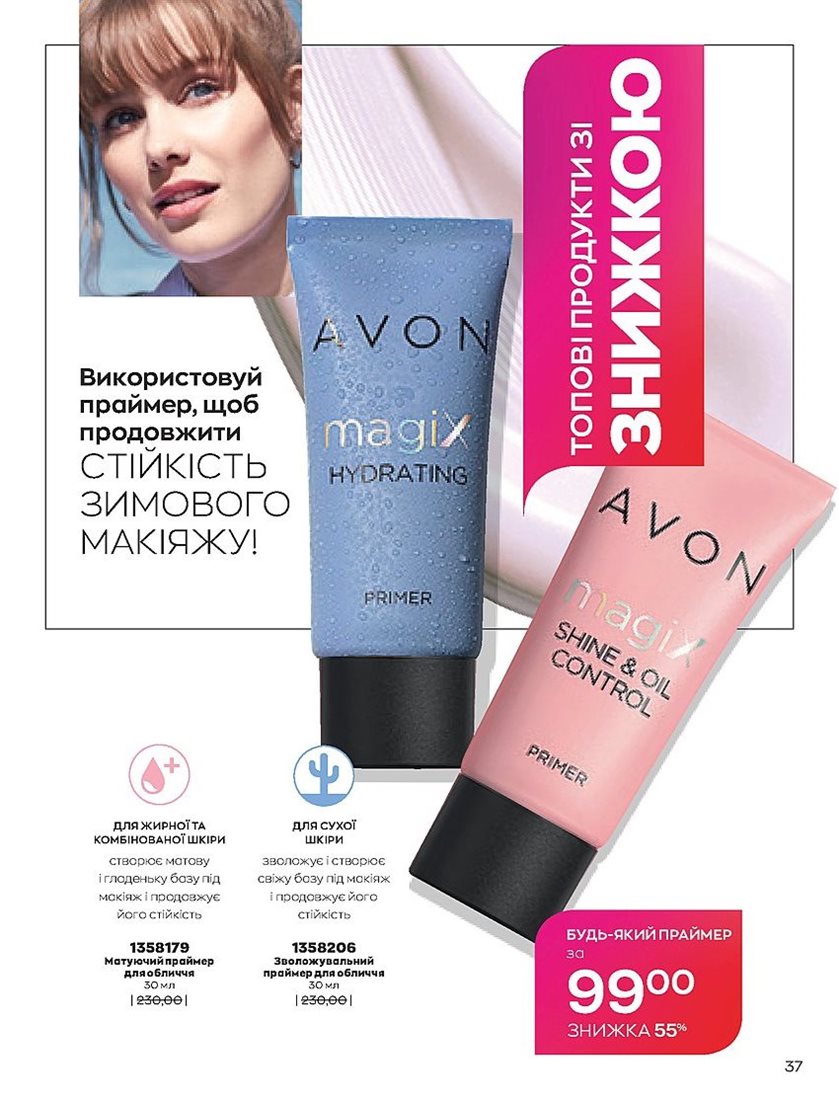 ТОПОВІ ПРОДУКТИ ЗІ
ЗНИЖКОЮ
Використовуй
праймер, щоб
продовжити
СТІЙКІСТЬ
ЗИМОВОГО
МАКІЯЖУ!
AVON
magiX
HYDRATING
PRIMER
AVON
magiX
SHINE & OIL
CONTROL
PRIMER
ДЛЯ ЖИРНОЇ ТА
КОМБІНОВАНОЇ ШКІРИ
створює матову
і гладеньку базу під
макіяж і продовжує
його стійкість
1358179
Матуючий праймер
для обличчя
30 мл
| 230,00 |
ДЛЯ СУХОЇ
ШКІРИ
зволожує і створює
свіжу базу під макіяж
і продовжує його
стійкість
1358206
Зволожувальний
праймер для обличчя
30 мл
| 230,00 |
БУДЬ-ЯКИЙ ПРАЙМЕР
за
99⁰⁰
ЗНИЖКА 55%
37